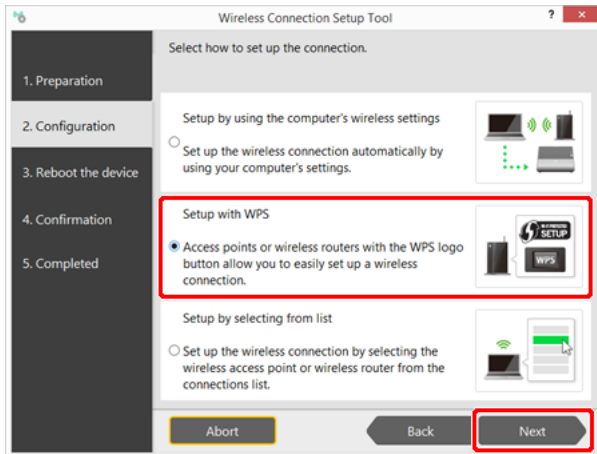 Wireless Connection Setup Tool
?
×
Select how to set up the connection.
1. Preparation
2. Configuration
3. Reboot the device
4. Confirmation
5. Completed
Setup by using the computer's wireless settings
Set up the wireless connection automatically by
using your computer's settings.
Setup with WPS
Access points or wireless routers with the WPS logo
button allow you to easily set up a wireless
connection.
WI-FI PROTECTED
SETUP
WPS
Setup by selecting from list
Set up the wireless connection by selecting the
wireless access point or wireless router from the
connections list.
Abort
Back
Next